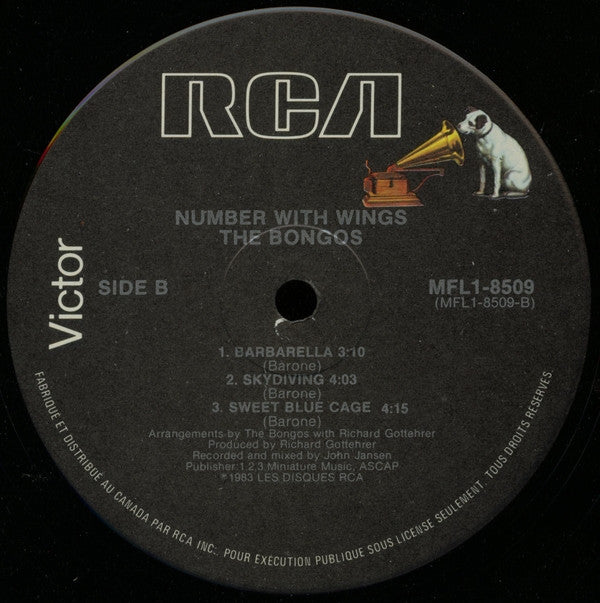 RCA
NUMBER WITH WINGS
THE BONGOS
Victor
SIDE B
MFL1-8509
(MFL1-8509-B)
1. BARBARELLA 3:10
(Barone)
2. SKYDIVING 4:03
(Barone)
3. SWEET BLUE CAGE 4:15
(Barone)
Arrangements by The Bongos with Richard Gottehrer
Produced by Richard Gottehrer
Recorded and mixed by John Jansen
Publisher:1.2.3.Miniature Music, ASCAP
℗1983 LES DISQUES RCA
FABRIQUÉ ET DISTRIBUÉ AU CANADA PAR RCA INC. POUR EXECUTION PUBLIQUE SOUS LICENSE SEULEMENT. TOUS DROITS RESERVÉS.